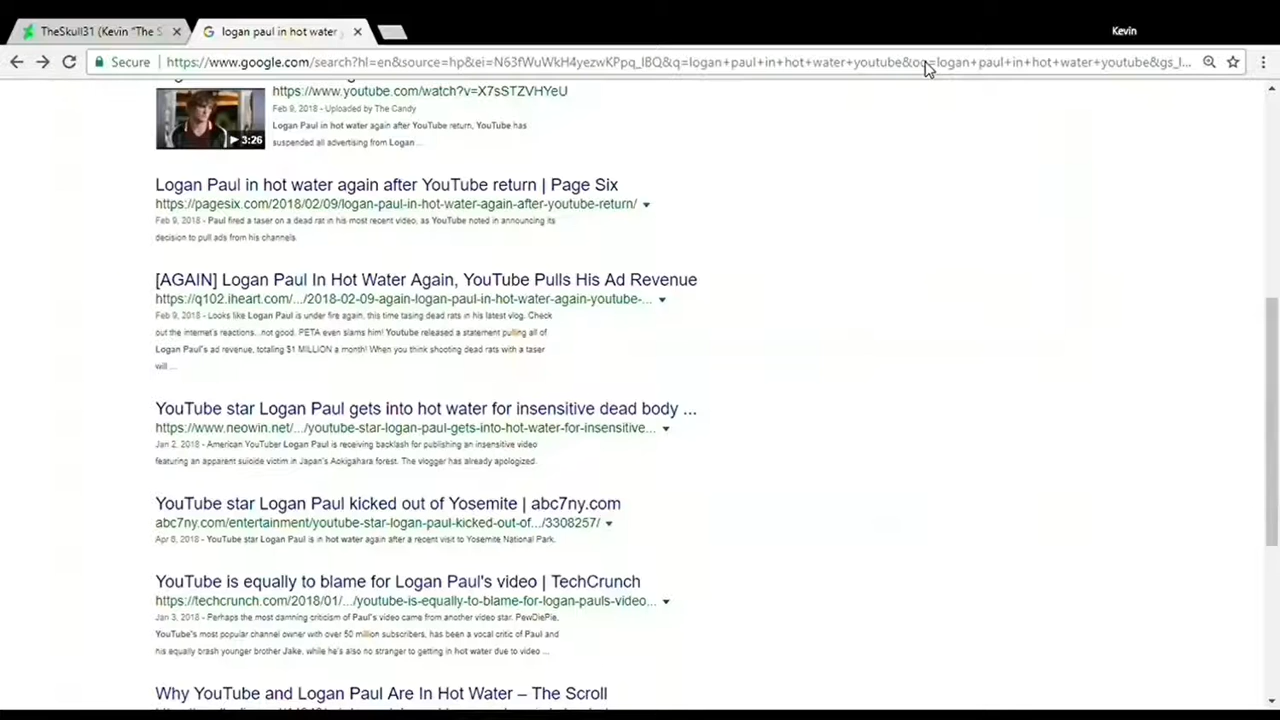 TheSkull31 (Kevin "The S
logan paul in hot water
Kevin
Secure
https://www.google.com/search?hl=en&source=hp&ei=N63fWuWkH4yezwKPpq_IBQ&q=logan+paul+in+hot+water+youtube&oq=logan+paul+in+hot+water+youtube&gs_l...
https://www.youtube.com/watch?v=X7sSTZVHYeU
Feb 9, 2018 - Uploaded by The Candy
3:26
Logan Paul in hot water again after YouTube return, YouTube has
suspended all advertising from Logan ...
Logan Paul in hot water again after YouTube return | Page Six
https://pagesix.com/2018/02/09/logan-paul-in-hot-water-again-after-youtube-return/
Feb 9, 2018 - Paul fired a taser on a dead rat in his most recent video, as YouTube noted in announcing its
decision to pull ads from his channels.
[AGAIN] Logan Paul In Hot Water Again, YouTube Pulls His Ad Revenue
https://q102.iheart.com/.../2018-02-09-again-logan-paul-in-hot-water-again-youtube-...
Feb 9, 2018 - Looks like Logan Paul is under fire again, this time tasing dead rats in his latest vlog. Check
out the internet's reactions...not good. PETA even slams him! Youtube released a statement pulling all of
Logan Paul's ad revenue, totaling $1 MILLION a month! When you think shooting dead rats with a taser
will ...
YouTube star Logan Paul gets into hot water for insensitive dead body ...
https://www.neowin.net/.../youtube-star-logan-paul-gets-into-hot-water-for-insensitive...
Jan 2, 2018 - American YouTuber Logan Paul is receiving backlash for publishing an insensitive video
featuring an apparent suicide victim in Japan's Aokigahara forest. The vlogger has already apologized.
YouTube star Logan Paul kicked out of Yosemite | abc7ny.com
abc7ny.com/entertainment/youtube-star-logan-paul-kicked-out-of.../3308257/
Apr 6, 2018 - YouTube star Logan Paul is in hot water again after a recent visit to Yosemite National Park.
YouTube is equally to blame for Logan Paul's video | TechCrunch
https://techcrunch.com/2018/01/.../youtube-is-equally-to-blame-for-logan-pauls-video...
Jan 3, 2018 - Perhaps the most damning criticism of Paul's video came from another video star. PewDiePie,
YouTube's most popular channel owner with over 50 million subscribers, has been a vocal critic of Paul and
his equally brash younger brother Jake, while he's also no stranger to getting in hot water due to video ...
Why YouTube and Logan Paul Are In Hot Water – The Scroll